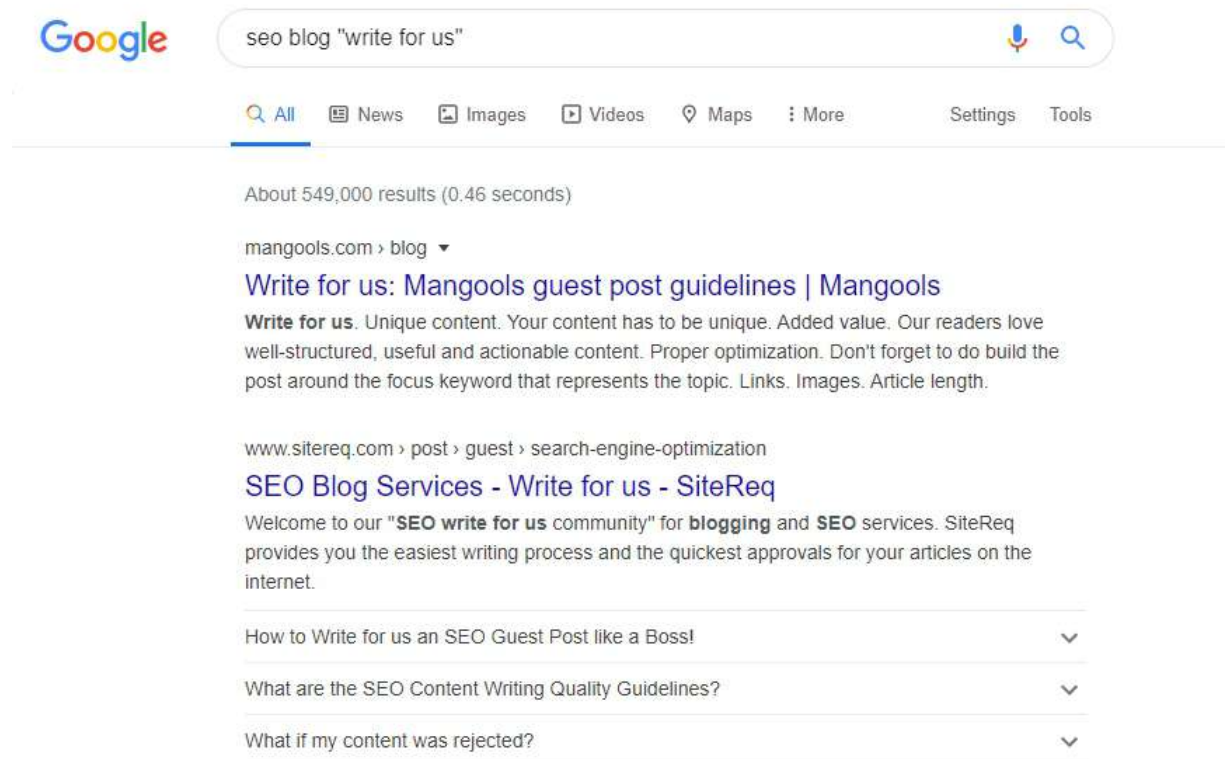 Google
seo blog "write for us"
All News Images Videos Maps More Settings Tools
About 549,000 results (0.46 seconds)
mangools.com › blog
Write for us: Mangools guest post guidelines | Mangools
Write for us. Unique content. Your content has to be unique. Added value. Our readers love
well-structured, useful and actionable content. Proper optimization. Don't forget to do build the
post around the focus keyword that represents the topic. Links. Images. Article length.
www.sitereq.com › post › guest › search-engine-optimization
SEO Blog Services - Write for us - SiteReq
Welcome to our "SEO write for us community" for blogging and SEO services. SiteReq
provides you the easiest writing process and the quickest approvals for your articles on the
internet.
How to Write for us an SEO Guest Post like a Boss!
What are the SEO Content Writing Quality Guidelines?
What if my content was rejected?